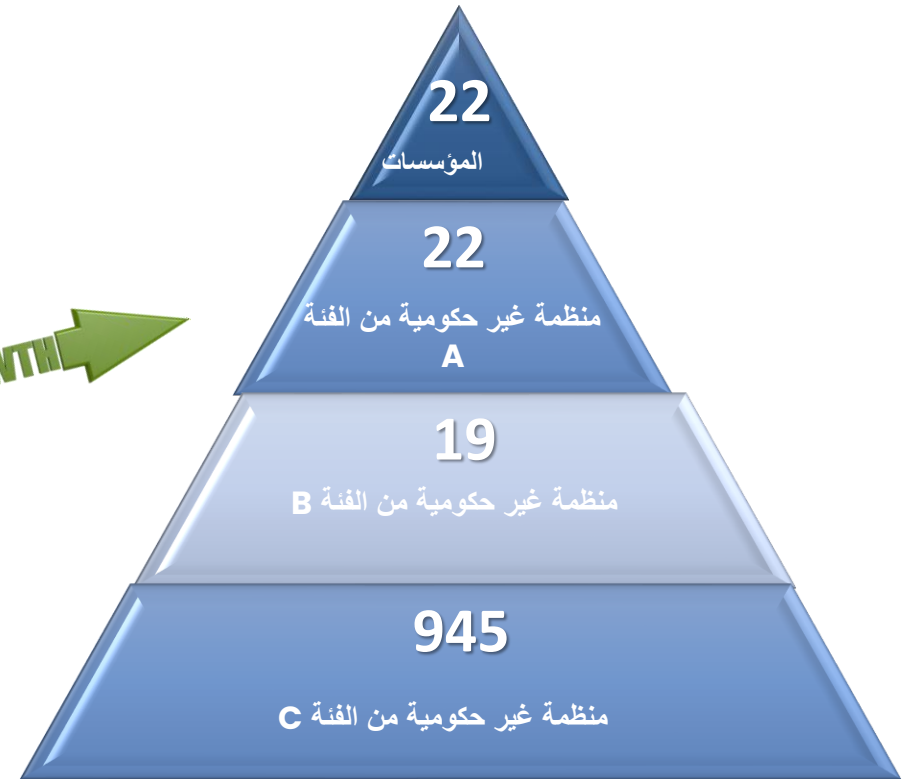 22
المؤسسات
22
منظمة غير حكومية من الفئة
A
19
منظمة غير حكومية من الفئة B
945
منظمة غير حكومية من الفئة C